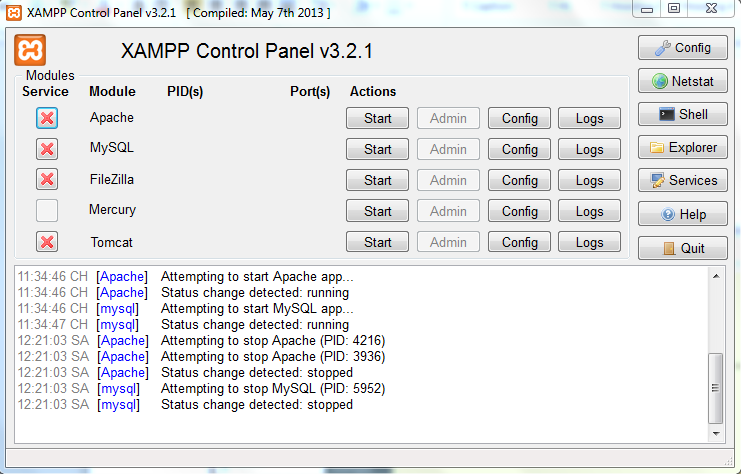 XAMPP Control Panel v3.2.1 [ Compiled: May 7th 2013 ]
XAMPP Control Panel v3.2.1
Config
Modules
Service Module PID(s) Port(s) Actions
Netstat
Apache Start Admin Config Logs
Shell
MySQL Start Admin Config Logs
Explorer
FileZilla Start Admin Config Logs
Services
Mercury Start Admin Config Logs
Help
Tomcat Start Admin Config Logs
Quit
11:34:46 CH [Apache] Attempting to start Apache app...
11:34:46 CH [Apache] Status change detected: running
11:34:46 CH [mysql] Attempting to start MySQL app...
11:34:47 CH [mysql] Status change detected: running
12:21:03 SA [Apache] Attempting to stop Apache (PID: 4216)
12:21:03 SA [Apache] Attempting to stop Apache (PID: 3936)
12:21:03 SA [Apache] Status change detected: stopped
12:21:03 SA [mysql] Attempting to stop MySQL (PID: 5952)
12:21:03 SA [mysql] Status change detected: stopped